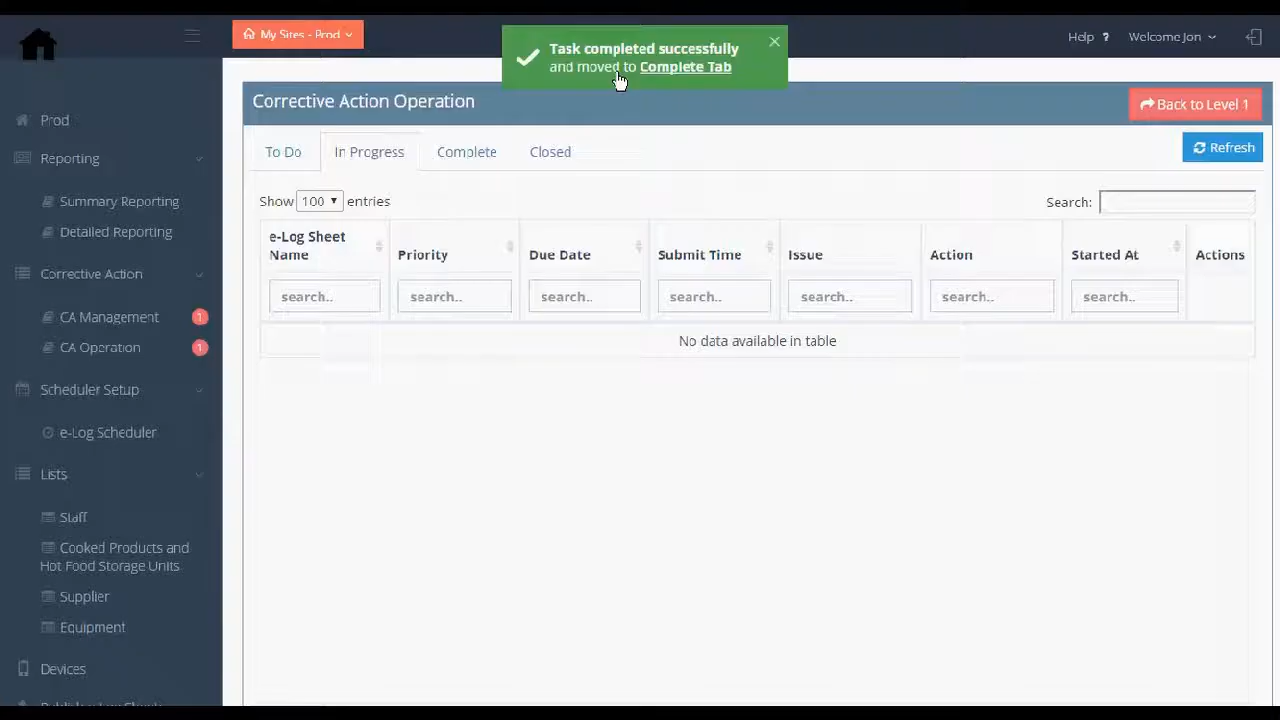 My Sites - Prod
Task completed successfully
and moved to Complete Tab
Help ?
Welcome Jon
Prod
Reporting
Summary Reporting
Detailed Reporting
Corrective Action
CA Management 1
CA Operation 1
Scheduler Setup
e-Log Scheduler
Lists
Staff
Cooked Products and
Hot Food Storage Units
Supplier
Equipment
Devices
Corrective Action Operation
Back to Level 1
To Do In Progress Complete Closed
Refresh
Show 100 entries
Search:
e-Log Sheet
Name Priority Due Date Submit Time Issue Action Started At Actions
search.. search.. search.. search.. search.. search.. search..
No data available in table